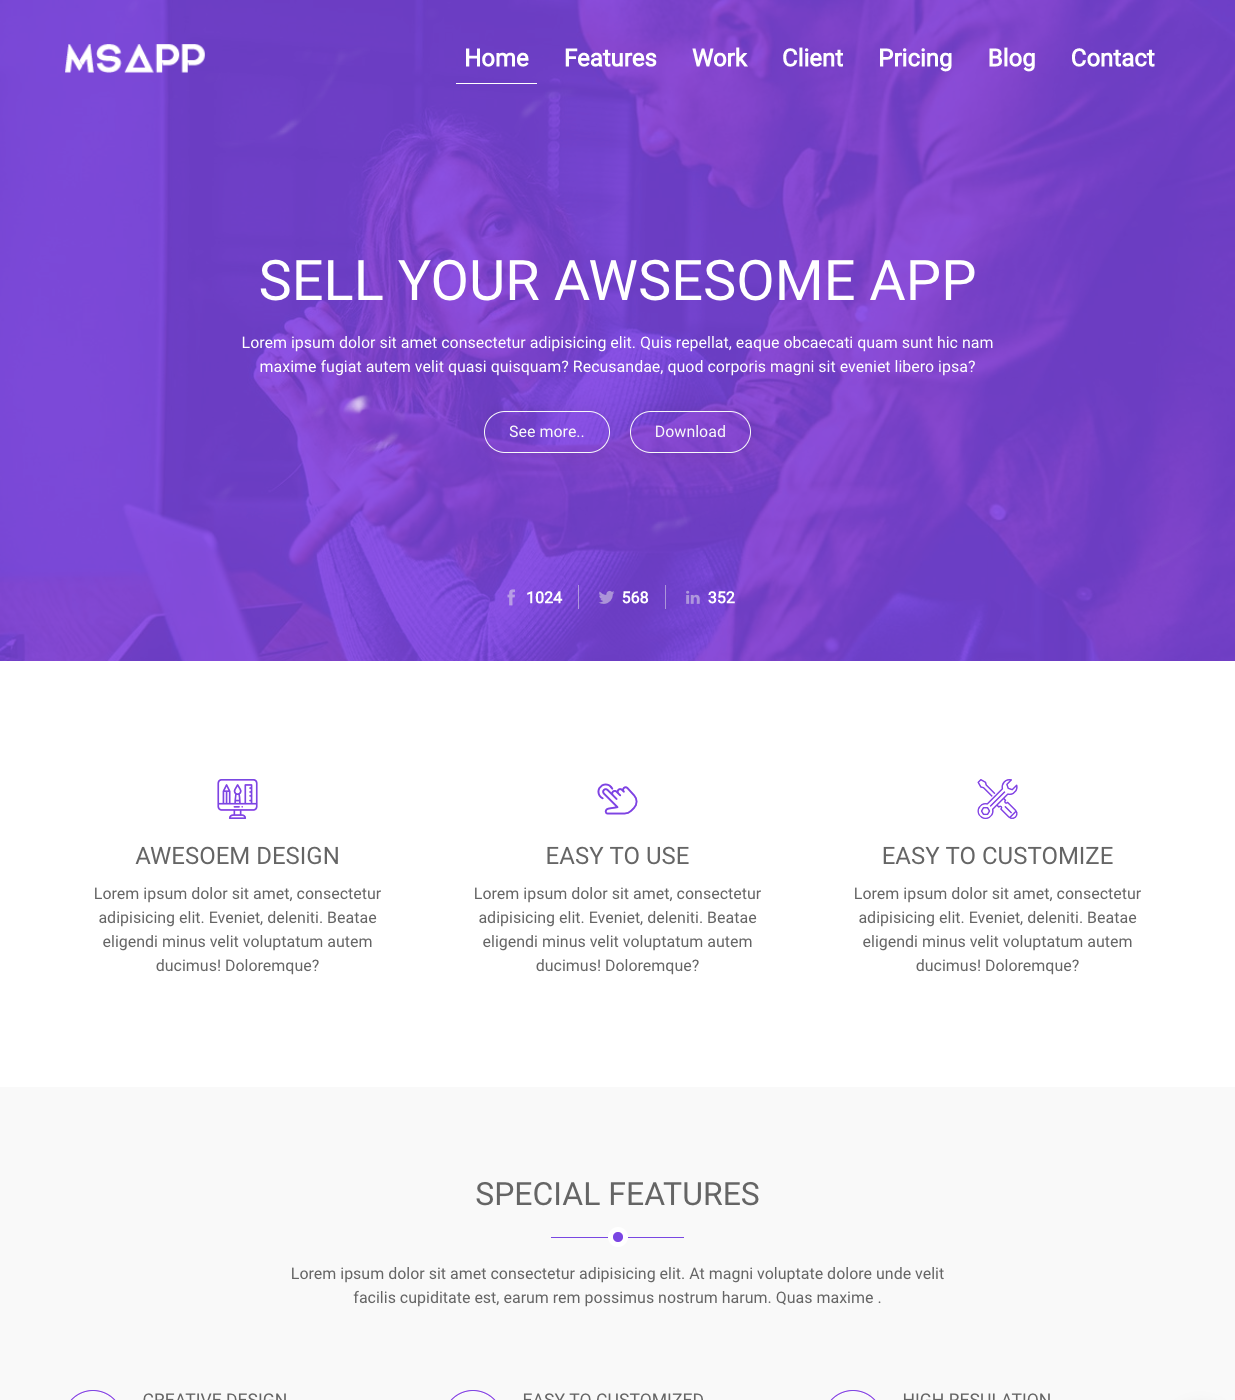 MSAPP
Home Features Work Client Pricing Blog Contact
SELL YOUR AWSESOME APP
Lorem ipsum dolor sit amet consectetur adipisicing elit. Quis repellat, eaque obcaecati quam sunt hic nam
maxime fugiat autem velit quasi quisquam? Recusandae, quod corporis magni sit eveniet libero ipsa?
See more.. Download
1024 568 352
AWESOEM DESIGN
Lorem ipsum dolor sit amet, consectetur
adipisicing elit. Eveniet, deleniti. Beatae
eligendi minus velit voluptatum autem
ducimus! Doloremque?
EASY TO USE
Lorem ipsum dolor sit amet, consectetur
adipisicing elit. Eveniet, deleniti. Beatae
eligendi minus velit voluptatum autem
ducimus! Doloremque?
EASY TO CUSTOMIZE
Lorem ipsum dolor sit amet, consectetur
adipisicing elit. Eveniet, deleniti. Beatae
eligendi minus velit voluptatum autem
ducimus! Doloremque?
SPECIAL FEATURES
Lorem ipsum dolor sit amet consectetur adipisicing elit. At magni voluptate dolore unde velit
facilis cupiditate est, earum rem possimus nostrum harum. Quas maxime .
CREATIVE DESIGN EASY TO CUSTOMIZED HIGH RESULATION